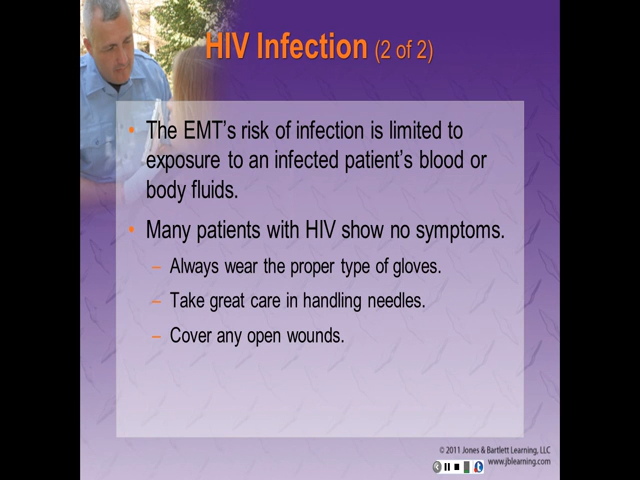 HIV Infection (2 of 2)
• The EMT's risk of infection is limited to
exposure to an infected patient's blood or
body fluids.
• Many patients with HIV show no symptoms.
– Always wear the proper type of gloves.
– Take great care in handling needles.
– Cover any open wounds.
© 2011 Jones & Bartlett Learning, LLC
www.jblearning.com